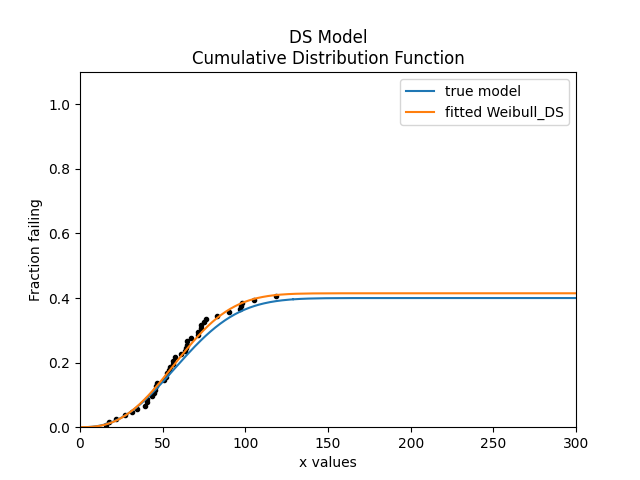 DS Model
Cumulative Distribution Function
true model
fitted Weibull_DS
Fraction failing
1.0
0.8
0.6
0.4
0.2
0.0
0 50 100 150 200 250 300
x values